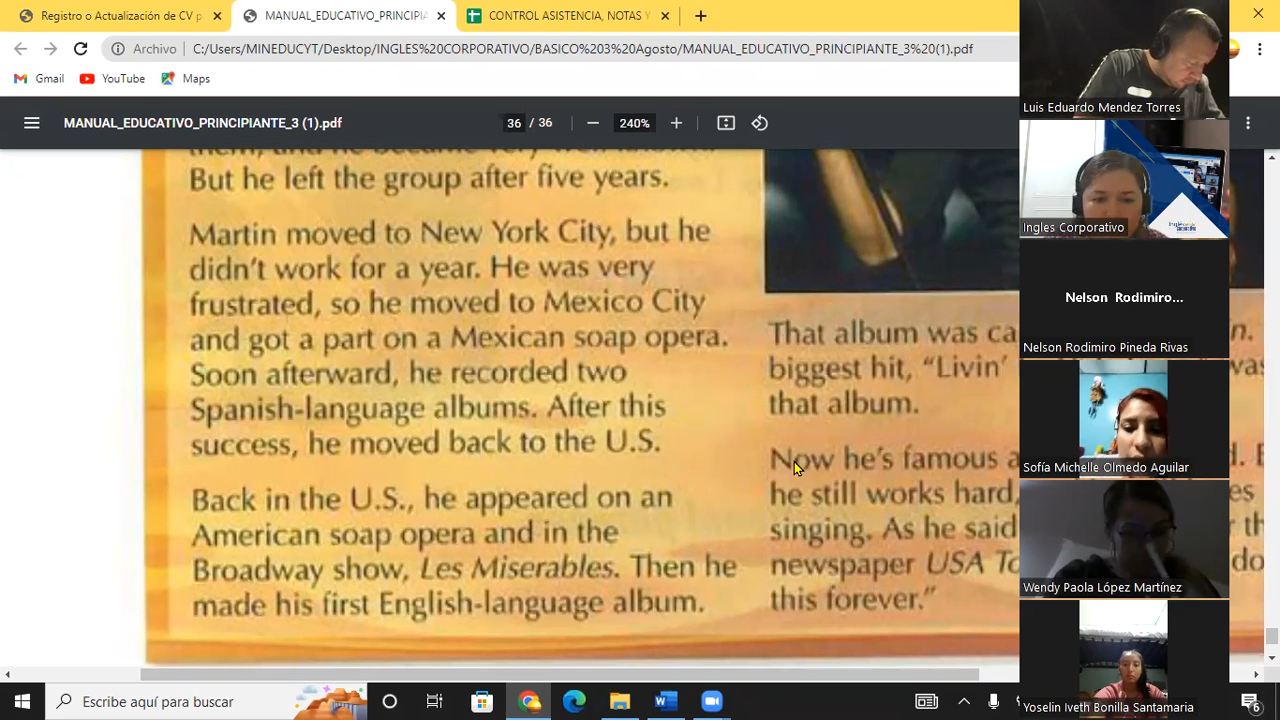 Registro o Actualización de CV p
MANUAL_EDUCATIVO_PRINCIPIA
CONTROL ASISTENCIA, NOTAS Y
Archivo
C:/Users/MINEDUCYT/Desktop/INGLES%20CORPORATIVO/BASICO%203%20Agosto/MANUAL_EDUCATIVO_PRINCIPIANTE_3%20(1).pdf
Gmail
YouTube
Maps
MANUAL_EDUCATIVO_PRINCIPIANTE_3 (1).pdf
36 / 36
240%
them, and he became very well
But he left the group after five years.
Martin moved to New York City, but he
didn't work for a year. He was very
frustrated, so he moved to Mexico City
and got a part on a Mexican soap opera.
Soon afterward, he recorded two
Spanish-language albums. After this
success, he moved back to the U.S.
Back in the U.S., he appeared on an
American soap opera and in the
Broadway show, Les Miserables. Then he
made his first English-language album.
That album was ca
biggest hit, "Livin'
that album.
Now he's famous a
he still works hard,
singing. As he said
newspaper USA To
this forever."
Luis Eduardo Mendez Torres
Ingles Corporativo
Nelson Rodimiro...
Nelson Rodimiro Pineda Rivas
Sofía Michelle Olmedo Aguilar
Wendy Paola López Martínez
Yoselin Iveth Bonilla Santamaria
Escribe aquí para buscar
6